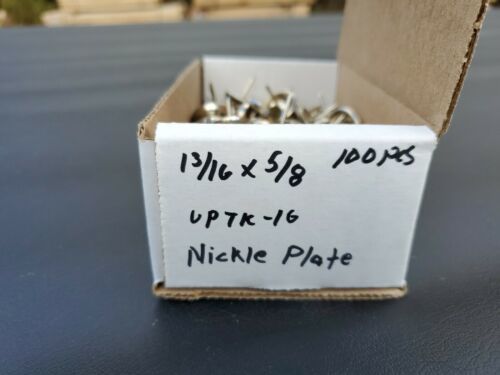 13/16 x 5/8 100 pcs
UPTK-16
Nickle Plate